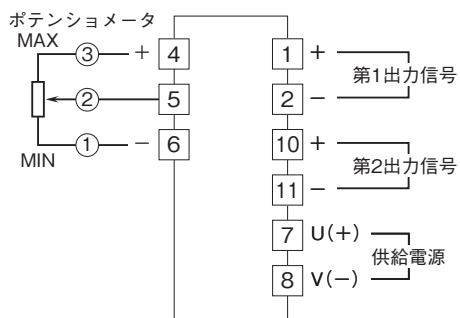 ポテンショメータ
MAX
③ + 4
② 5
① − 6
MIN
1 +
第1出力信号
2 −
10 +
第2出力信号
11 −
7 U(+)
供給電源
8 V(−)